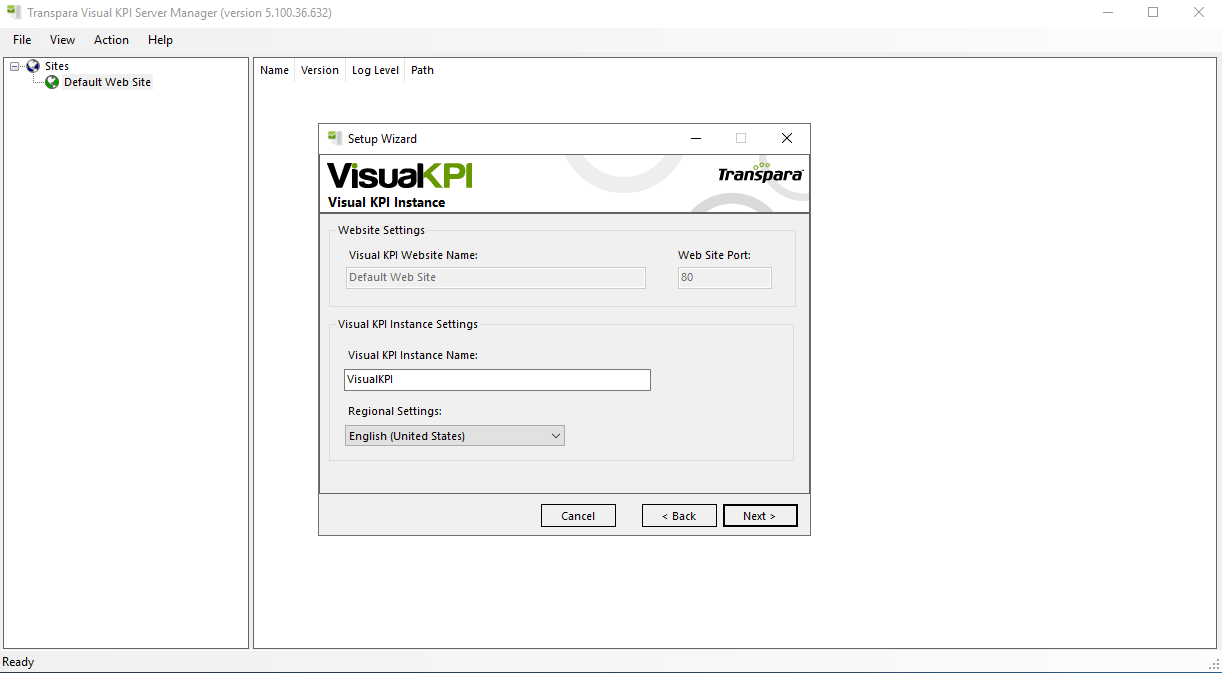 Transpara Visual KPI Server Manager (version 5.100.36.632)
File View Action Help
Sites
Default Web Site
Name Version Log Level Path
Setup Wizard
VisualKPI
Transpara
Visual KPI Instance
Website Settings
Visual KPI Website Name: Web Site Port:
Default Web Site 80
Visual KPI Instance Settings
Visual KPI Instance Name:
VisualKPI
Regional Settings:
English (United States)
Cancel < Back Next >
Ready